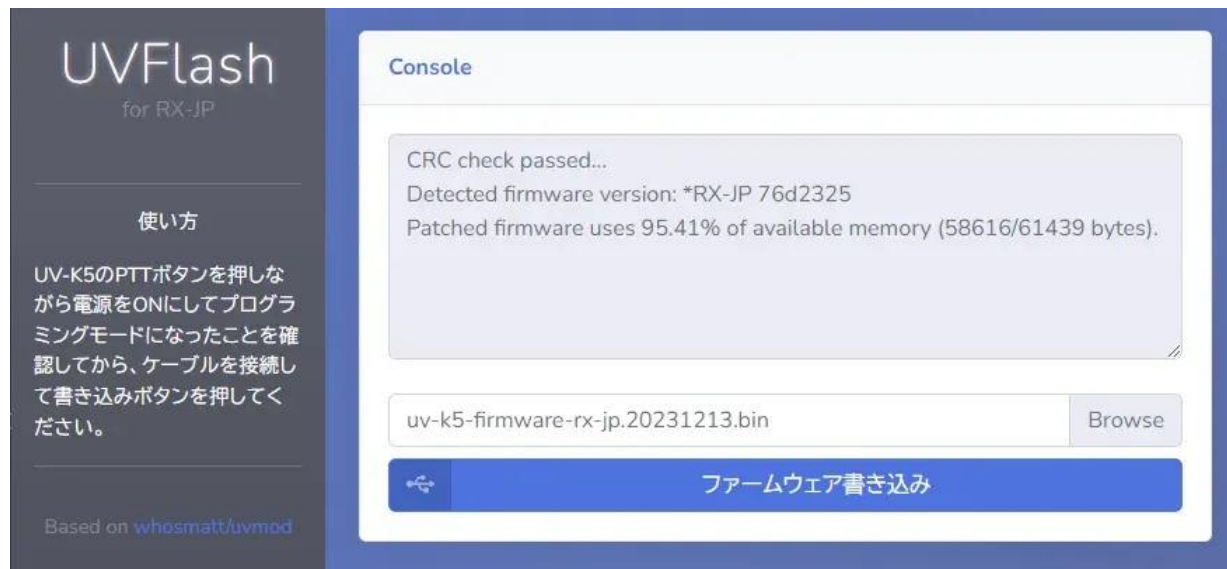 UVFlash
for RX-JP
使い方
UV-K5のPTTボタンを押しな
がら電源をONにしてプログラ
ミングモードになったことを確
認してから、ケーブルを接続し
て書き込みボタンを押してく
ださい。
Based on whosmatt/uvmod
Console
CRC check passed...
Detected firmware version: *RX-JP 76d2325
Patched firmware uses 95.41% of available memory (58616/61439 bytes).
uv-k5-firmware-rx-jp.20231213.bin Browse
ファームウェア書き込み